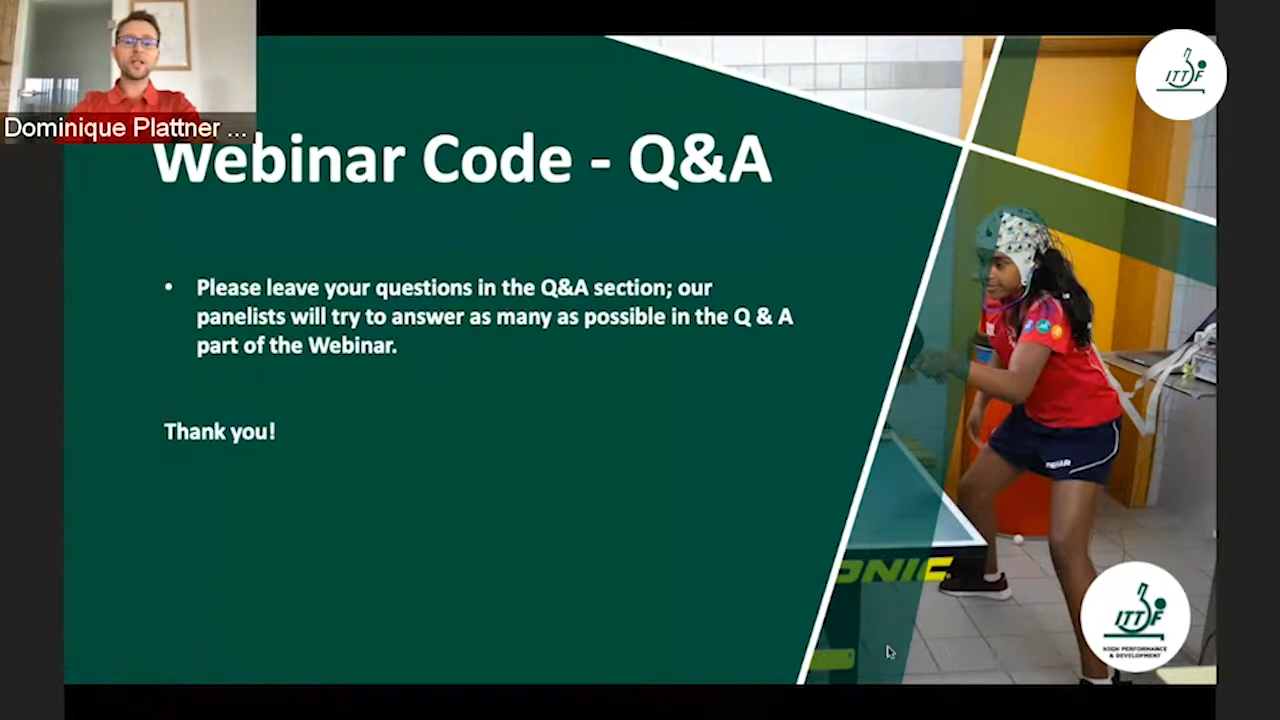 Dominique Plattner ...
ITTF
Webinar Code - Q&A
• Please leave your questions in the Q&A section; our
panelists will try to answer as many as possible in the Q & A
part of the Webinar.
Thank you!
ONIC
ITTF
HIGH PERFORMANCE
& DEVELOPMENT